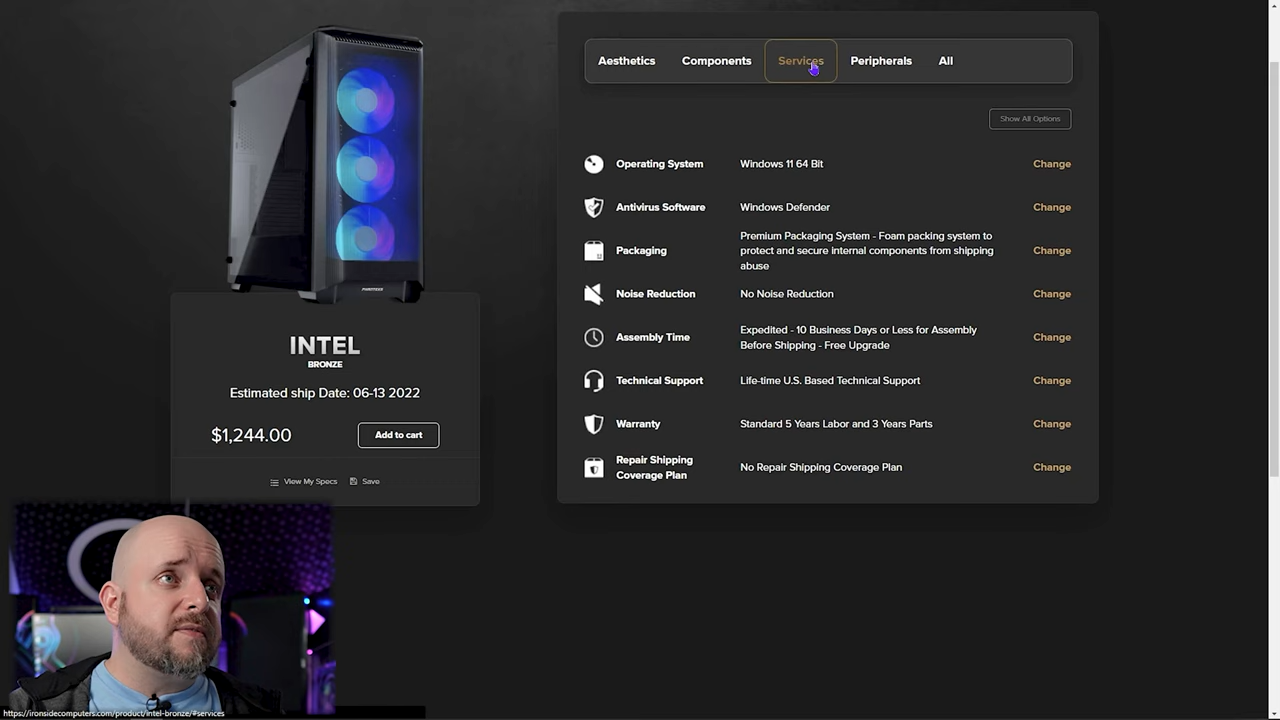 Aesthetics
Components
Services
Peripherals
All
Show All Options
Operating System
Windows 11 64 Bit
Change
Antivirus Software
Windows Defender
Change
Packaging
Premium Packaging System - Foam packing system to
protect and secure internal components from shipping
abuse
Change
Noise Reduction
No Noise Reduction
Change
Assembly Time
Expedited - 10 Business Days or Less for Assembly
Before Shipping - Free Upgrade
Change
Technical Support
Life-time U.S. Based Technical Support
Change
Warranty
Standard 5 Years Labor and 3 Years Parts
Change
Repair Shipping
Coverage Plan
No Repair Shipping Coverage Plan
Change
PHANTEKS
INTEL
BRONZE
Estimated ship Date: 06-13 2022
$1,244.00
Add to cart
View My Specs
Save
https://ironsidecomputers.com/product/intel-bronze/#services